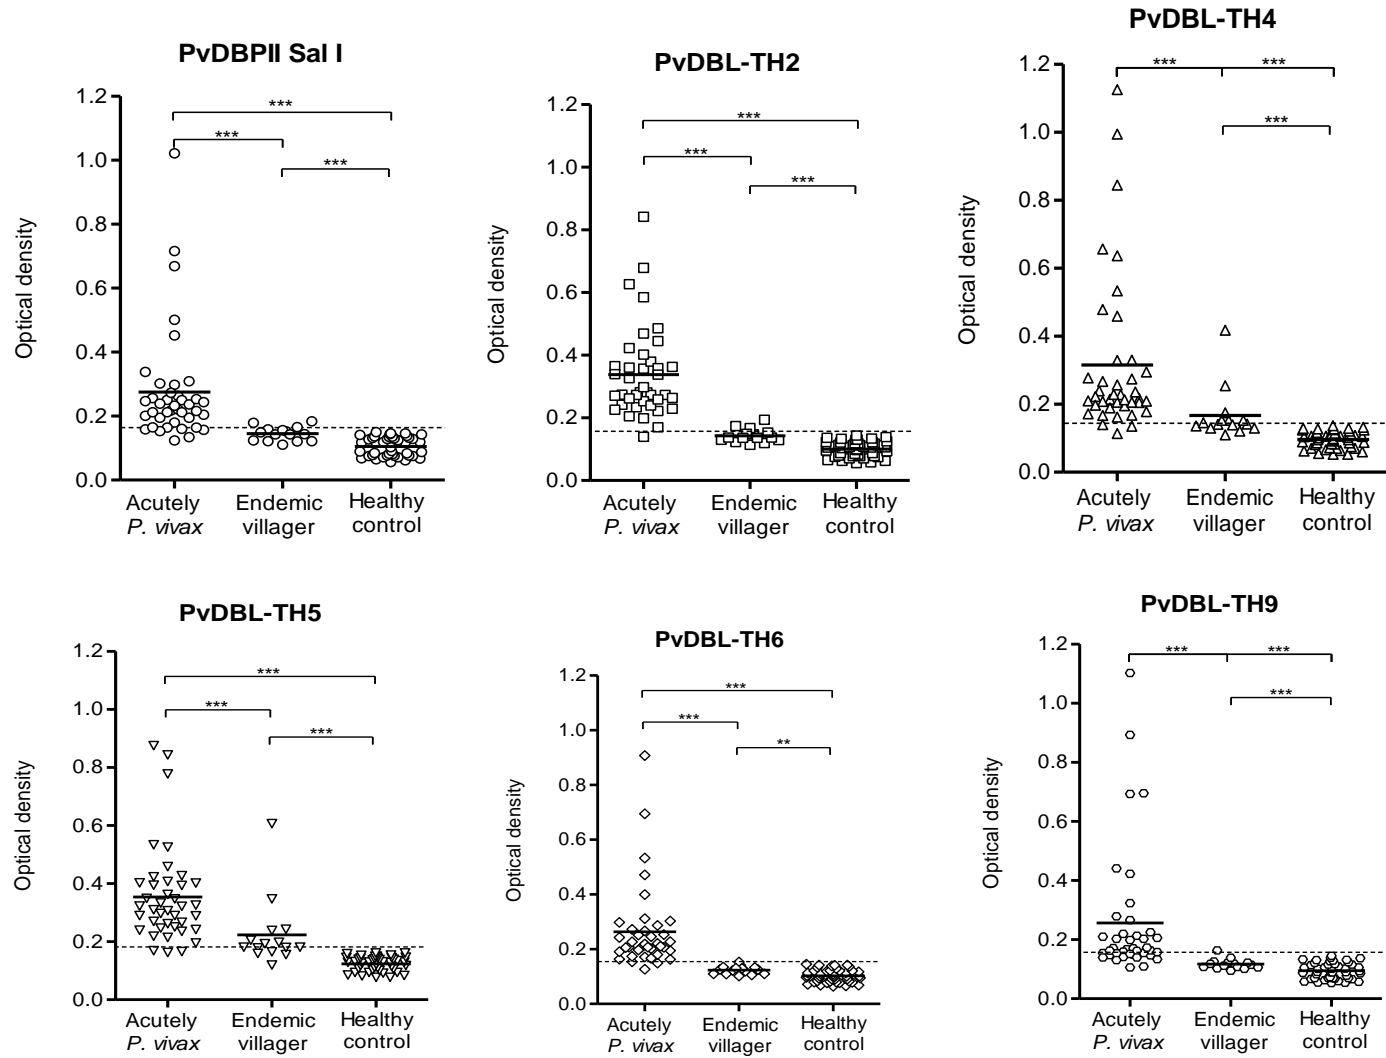 PvDBPII Sal I
***
***
***
Optical density
1.2
1.0
0.8
0.6
0.4
0.2
0.0
Acutely
P. vivax
Endemic
villager
Healthy
control
PvDBL-TH2
***
***
***
Optical density
1.2
1.0
0.8
0.6
0.4
0.2
0.0
Acutely
P. vivax
Endemic
villager
Healthy
control
PvDBL-TH4
*** ***
***
Optical density
1.2
1.0
0.8
0.6
0.4
0.2
0.0
Acutely
P. vivax
Endemic
villager
Healthy
control
PvDBL-TH5
***
***
***
Optical density
1.2
1.0
0.8
0.6
0.4
0.2
0.0
Acutely
P. vivax
Endemic
villager
Healthy
control
PvDBL-TH6
***
***
**
Optical density
1.2
1.0
0.8
0.6
0.4
0.2
0.0
Acutely
P. vivax
Endemic
villager
Healthy
control
PvDBL-TH9
*** ***
***
Optical density
1.2
1.0
0.8
0.6
0.4
0.2
0.0
Acutely
P. vivax
Endemic
villager
Healthy
control